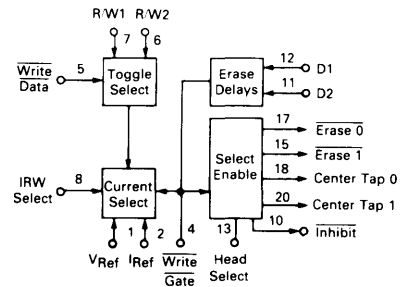 R/W1 R/W2
7 6
Write
Data
5
Toggle
Select
Erase
Delays
12
D1
11
D2
IRW
Select
8
Current
Select
Select
Enable
17
Erase 0
15
Erase 1
18
Center Tap 0
20
Center Tap 1
10
Inhibit
1 2 4 13
VRef IRef
Write
Gate
Head
Select